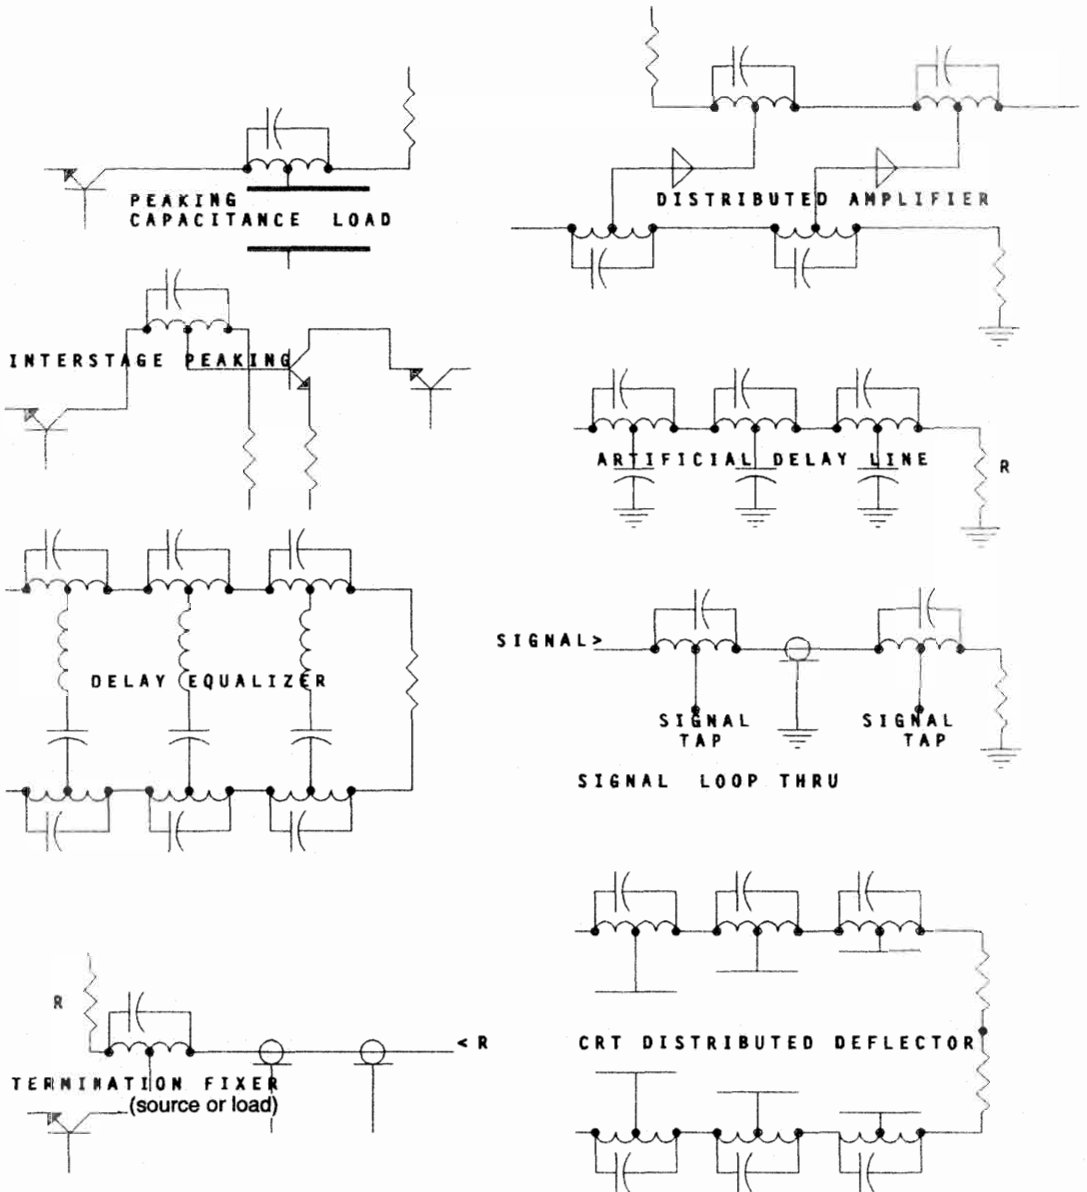 PEAKING
CAPACITANCE LOAD
DISTRIBUTED AMPLIFIER
INTERSTAGE PEAKING
ARTIFICIAL DELAY LINE
R
DELAY EQUALIZER
SIGNAL>
SIGNAL
TAP
SIGNAL
TAP
SIGNAL LOOP THRU
R
< R
TERMINATION FIXER
(source or load)
CRT DISTRIBUTED DEFLECTOR